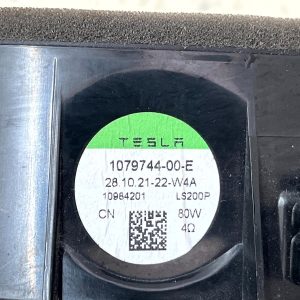 TESLA
1079744-00-E
28.10.21-22-W4A
10964201 LS200P
CN 80W
4Ω